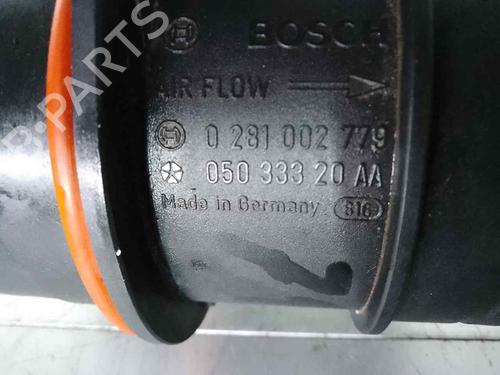 BOSCH
AIR FLOW
0 281 002 779
050 333 20 AA
Made in Germany 816